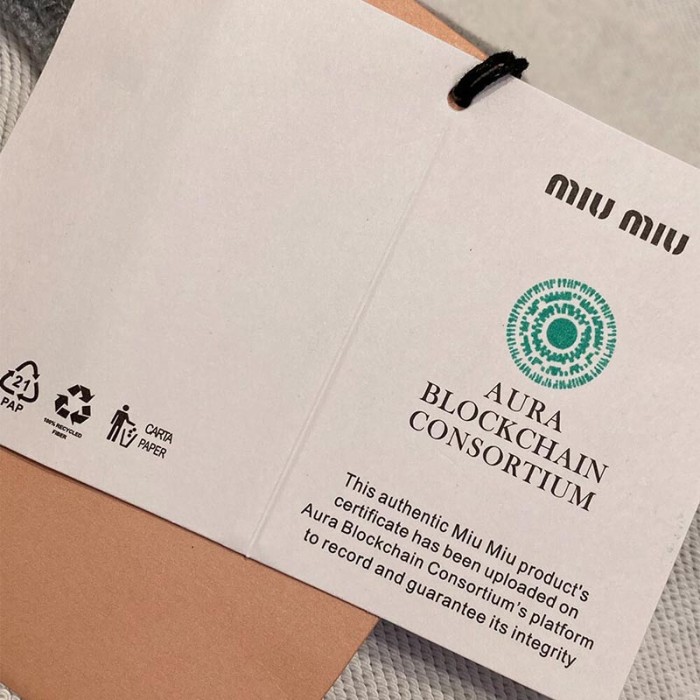 MIU MIU
AURA
BLOCKCHAIN
CONSORTIUM
This authentic Miu Miu product's
certificate has been uploaded on
Aura Blockchain Consortium's platform
to record and guarantee its integrity
21
PAP
100% RECYCLED
FIBER
CARTA
PAPER